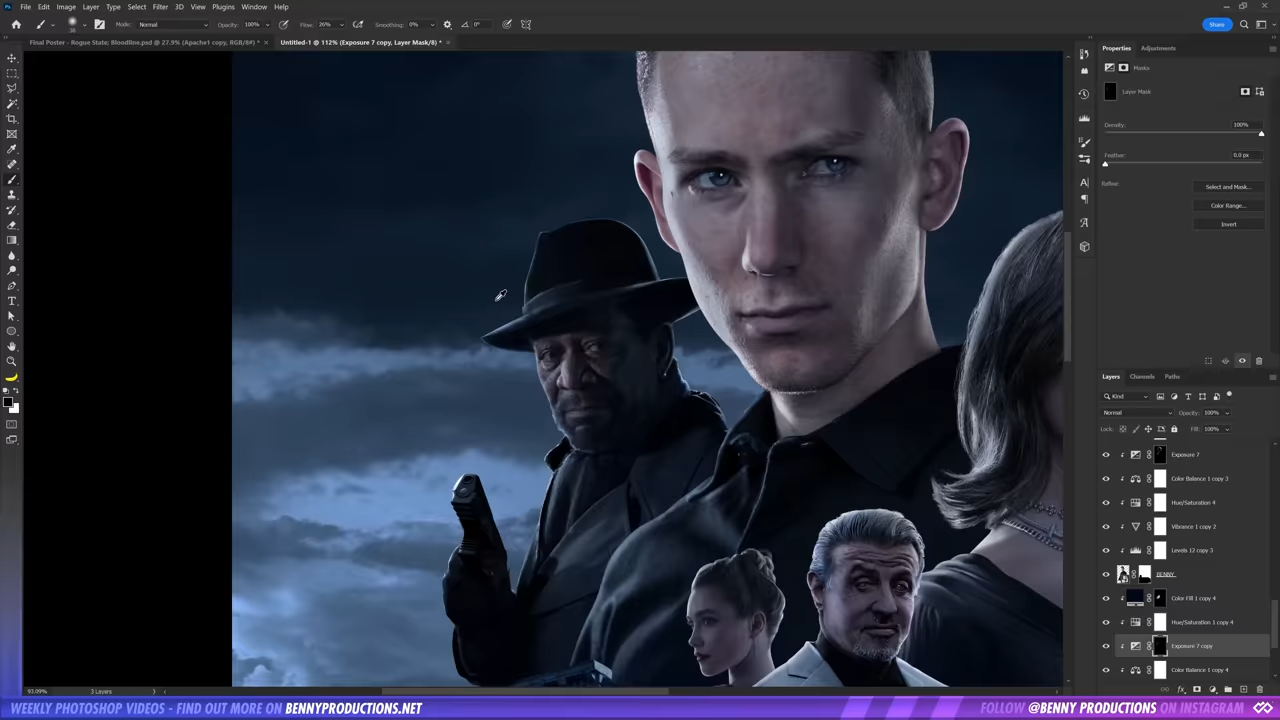 File Edit Image Layer Type Select Filter 3D View Plugins Window Help
Mode: Normal Opacity: 100% Flow: 26% Smoothing: 0% 0° Share
Final Poster - Rogue State; Bloodline.psd @ 27.9% (Apache1 copy, RGB/8#) *
Untitled-1 @ 112% (Exposure 7 copy, Layer Mask/8) *
Properties Adjustments
Masks
Layer Mask
Density: 100%
Feather: 0.0 px
Refine: Select and Mask...
Color Range...
Invert
Layers Channels Paths
Kind
Normal Opacity: 100%
Lock: Fill: 100%
Exposure 7
Color Balance 1 copy 3
Hue/Saturation 4
Vibrance 1 copy 2
Levels 12 copy 3
BENNY
Color Fill 1 copy 4
Hue/Saturation 1 copy 4
Exposure 7 copy
Color Balance 1 copy 4
93.09% 3 Layers
WEEKLY PHOTOSHOP VIDEOS - FIND OUT MORE ON BENNYPRODUCTIONS.NET
FOLLOW @BENNY PRODUCTIONS ON INSTAGRAM